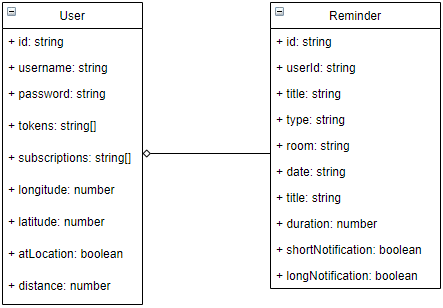 User
+ id: string
+ username: string
+ password: string
+ tokens: string[]
+ subscriptions: string[]
+ longitude: number
+ latitude: number
+ atLocation: boolean
+ distance: number
Reminder
+ id: string
+ userId: string
+ title: string
+ type: string
+ room: string
+ date: string
+ title: string
+ duration: number
+ shortNotification: boolean
+ longNotification: boolean